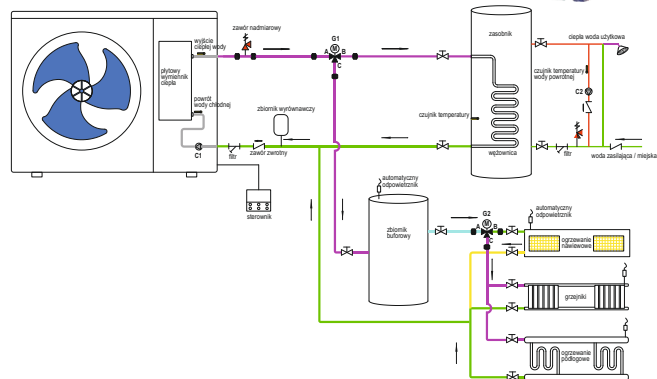 zawór nadmiarowy
G1
M
A
B
C
zasobnik
ciepła woda użytkowa
wyjście
ciepłej wody
płytowy
wymiennik
ciepła
powrót
wody chłodnej
C1
filtr
zawór zwrotny
zbiornik wyrównawczy
czujnik temperatury
wężownica
czujnik temperatury
wody powrotnej
C2
filtr
woda zasilająca / miejska
sterownik
automatyczny
odpowietrznik
zbiornik
buforowy
G2
M
A
B
C
automatyczny
odpowietrznik
ogrzewanie
nawiewowe
grzejniki
ogrzewanie
podłogowe